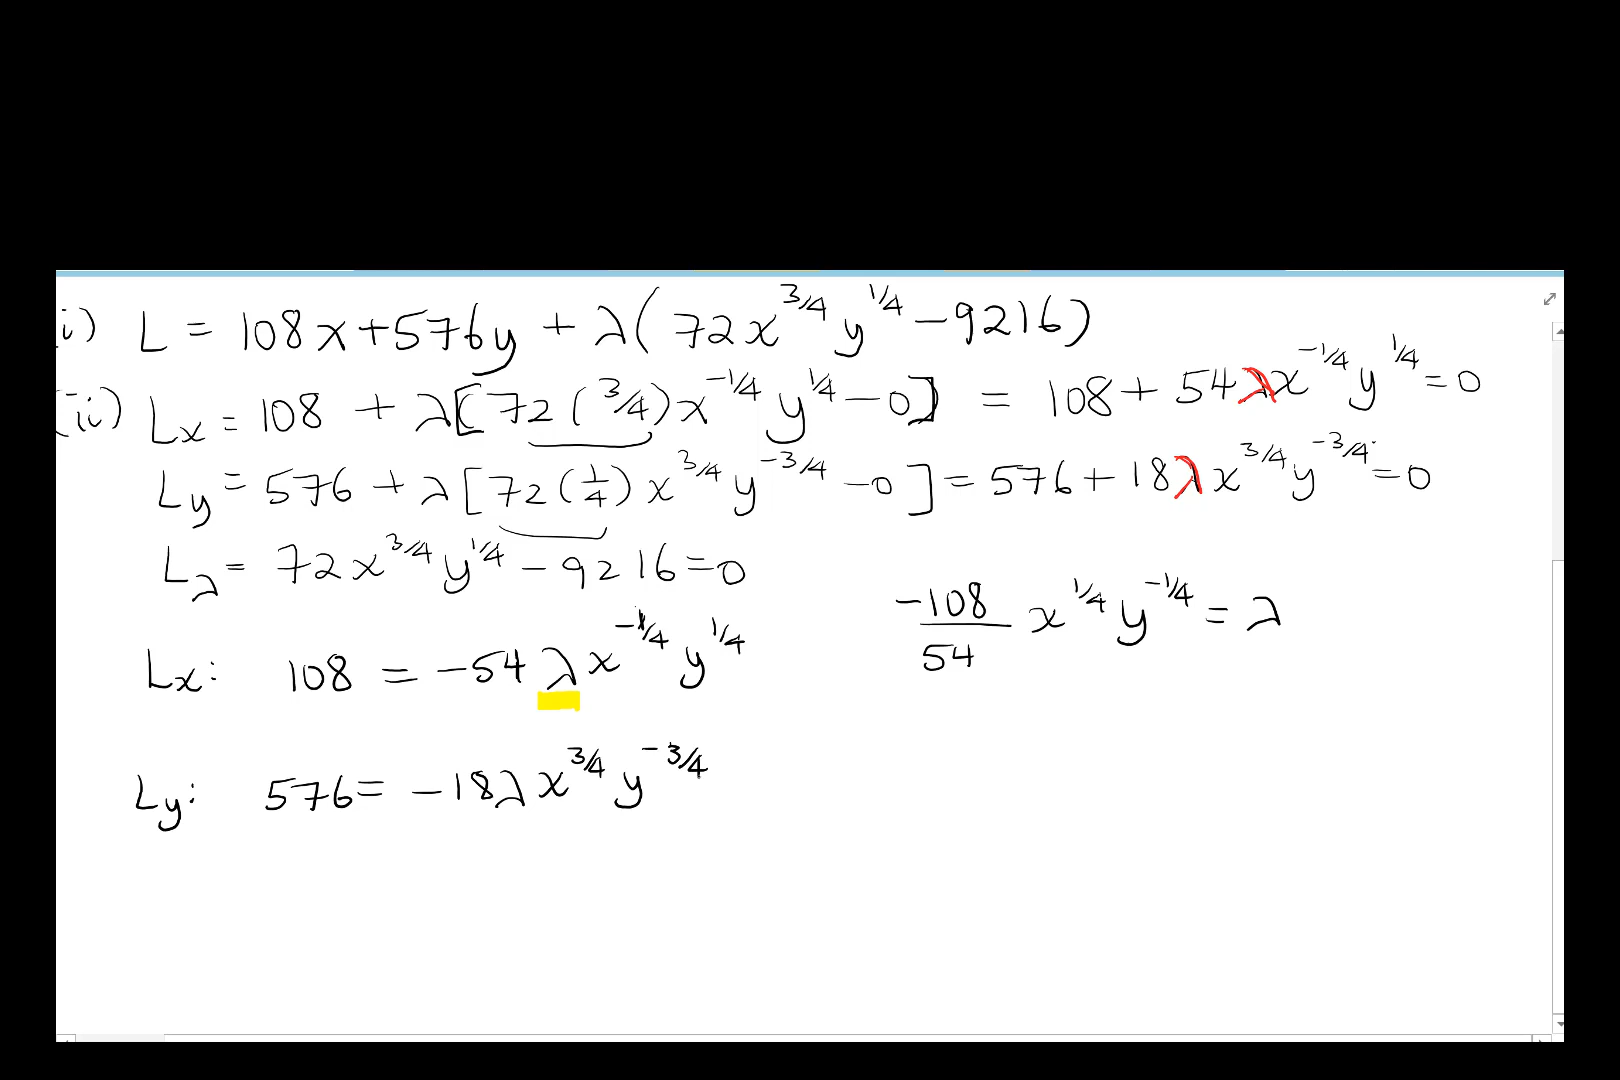 i) L = 108x+576y + λ(72x^{3/4}y^{1/4}-9216)
(ii) Lx = 108 + λ[72(3/4)x^{-1/4}y^{1/4}-0] = 108+54λx^{-1/4}y^{1/4}=0
Ly = 576+λ[72(1/4)x^{3/4}y^{-3/4}-0]=576+18λx^{3/4}y^{-3/4}=0
Lλ = 72x^{3/4}y^{1/4}-9216=0
Lx: 108 = -54λx^{-1/4}y^{1/4}
-108/54 x^{1/4}y^{-1/4} = λ
Ly: 576 = -18λx^{3/4}y^{-3/4}